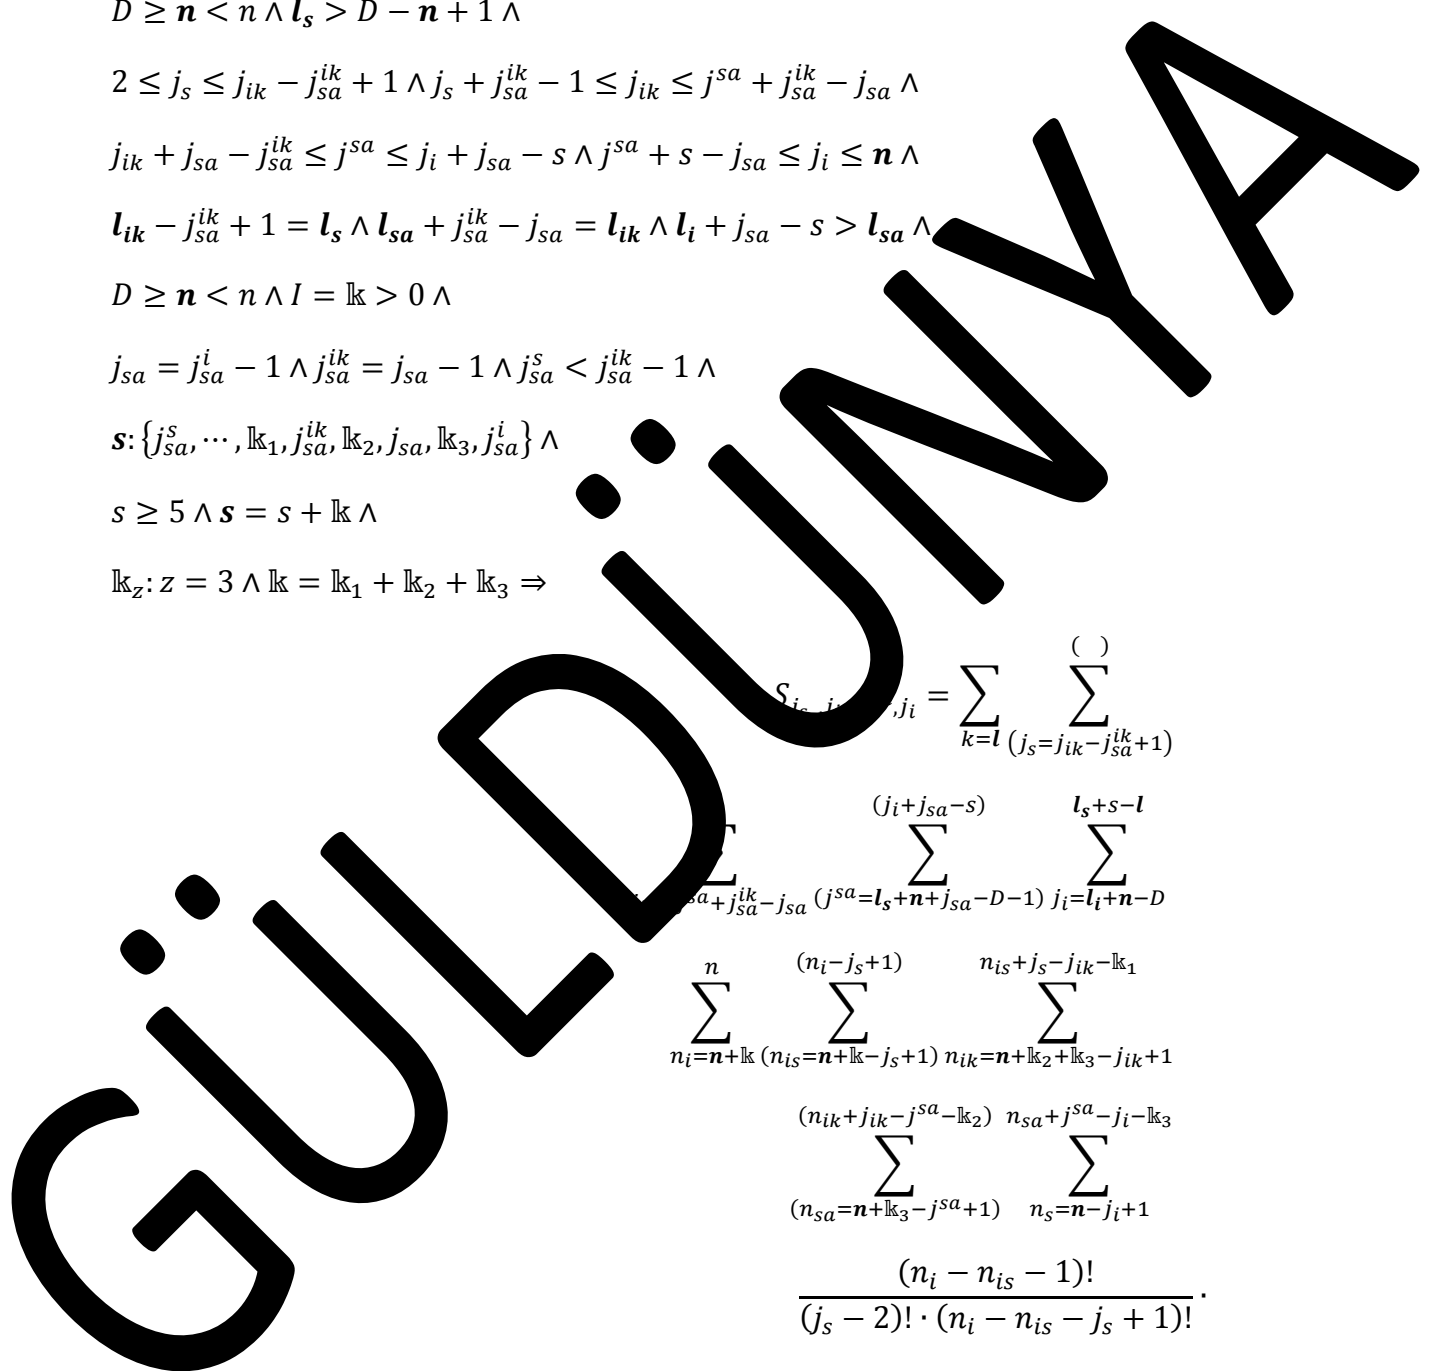 D ≥ 𝒏 < n ∧ 𝒍ₛ > D − 𝒏 + 1 ∧
2 ≤ j_s ≤ j_{ik} − j_{sa}^{ik} + 1 ∧ j_s + j_{sa}^{ik} − 1 ≤ j_{ik} ≤ j^{sa} + j_{sa}^{ik} − j_{sa} ∧
j_{ik} + j_{sa} − j_{sa}^{ik} ≤ j^{sa} ≤ j_i + j_{sa} − s ∧ j^{sa} + s − j_{sa} ≤ j_i ≤ 𝒏 ∧
𝒍_{𝒊𝒌} − j_{sa}^{ik} + 1 = 𝒍_𝒔 ∧ 𝒍_{𝒔𝒂} + j_{sa}^{ik} − j_{sa} = 𝒍_{𝒊𝒌} ∧ 𝒍_𝒊 + j_{sa} − s > 𝒍_{𝒔𝒂} ∧
D ≥ 𝒏 < n ∧ I = 𝕜 > 0 ∧
j_{sa} = j_{sa}^{i} − 1 ∧ j_{sa}^{ik} = j_{sa} − 1 ∧ j_{sa}^{s} < j_{sa}^{ik} − 1 ∧
𝒔: {j_{sa}^{s}, ⋯ , 𝕜_1, j_{sa}^{ik}, 𝕜_2, j_{sa}, 𝕜_3, j_{sa}^{i}} ∧
s ≥ 5 ∧ 𝒔 = s + 𝕜 ∧
𝕜_z: z = 3 ∧ 𝕜 = 𝕜_1 + 𝕜_2 + 𝕜_3 ⇒
,j_i = ∑_{k=𝒍} ∑_{(j_s=j_{ik}−j_{sa}^{ik}+1)}^{( )}
∑_{+j_{sa}^{ik}−j_{sa}} ∑_{(j^{sa}=𝒍_𝒔+𝒏+j_{sa}−D−1)}^{(j_i+j_{sa}−s)} ∑_{j_i=𝒍_𝒊+𝒏−D}^{𝒍_𝒔+s−𝒍}
∑_{n_i=𝒏+𝕜}^{n} ∑_{(n_{is}=𝒏+𝕜−j_s+1)}^{(n_i−j_s+1)} ∑_{n_{ik}=𝒏+𝕜_2+𝕜_3−j_{ik}+1}^{n_{is}+j_s−j_{ik}−𝕜_1}
∑_{(n_{sa}=𝒏+𝕜_3−j^{sa}+1)}^{(n_{ik}+j_{ik}−j^{sa}−𝕜_2)} ∑_{n_s=𝒏−j_i+1}^{n_{sa}+j^{sa}−j_i−𝕜_3}
(n_i − n_{is} − 1)!
(j_s − 2)! · (n_i − n_{is} − j_s + 1)! ·
GÜLDÜNYA